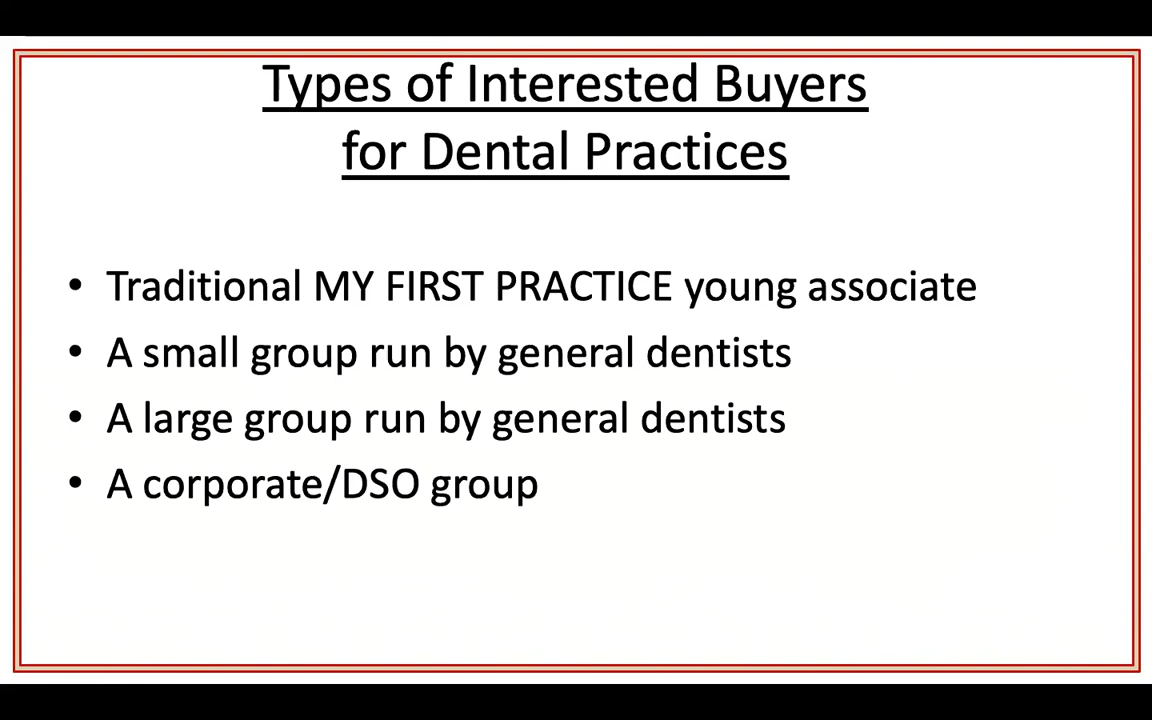 Types of Interested Buyers
for Dental Practices
• Traditional MY FIRST PRACTICE young associate
• A small group run by general dentists
• A large group run by general dentists
• A corporate/DSO group